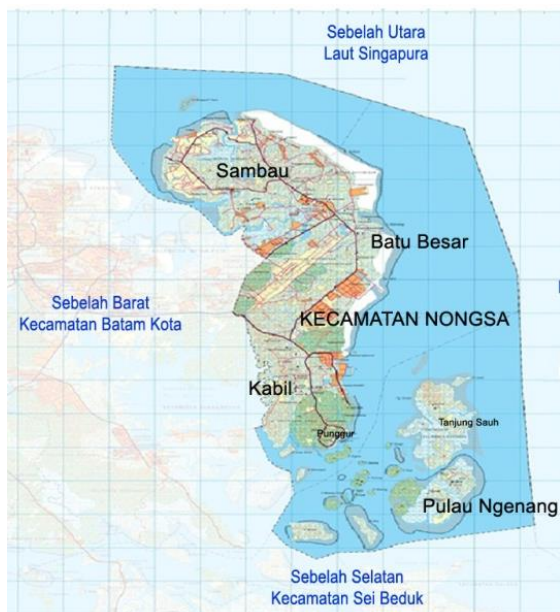 Sebelah Utara
Laut Singapura
Sambau
Batu Besar
Sebelah Barat
Kecamatan Batam Kota
KECAMATAN NONGSA
Kabil
Tanjung Sauh
Punggur
Pulau Ngenang
Sebelah Selatan
Kecamatan Sei Beduk